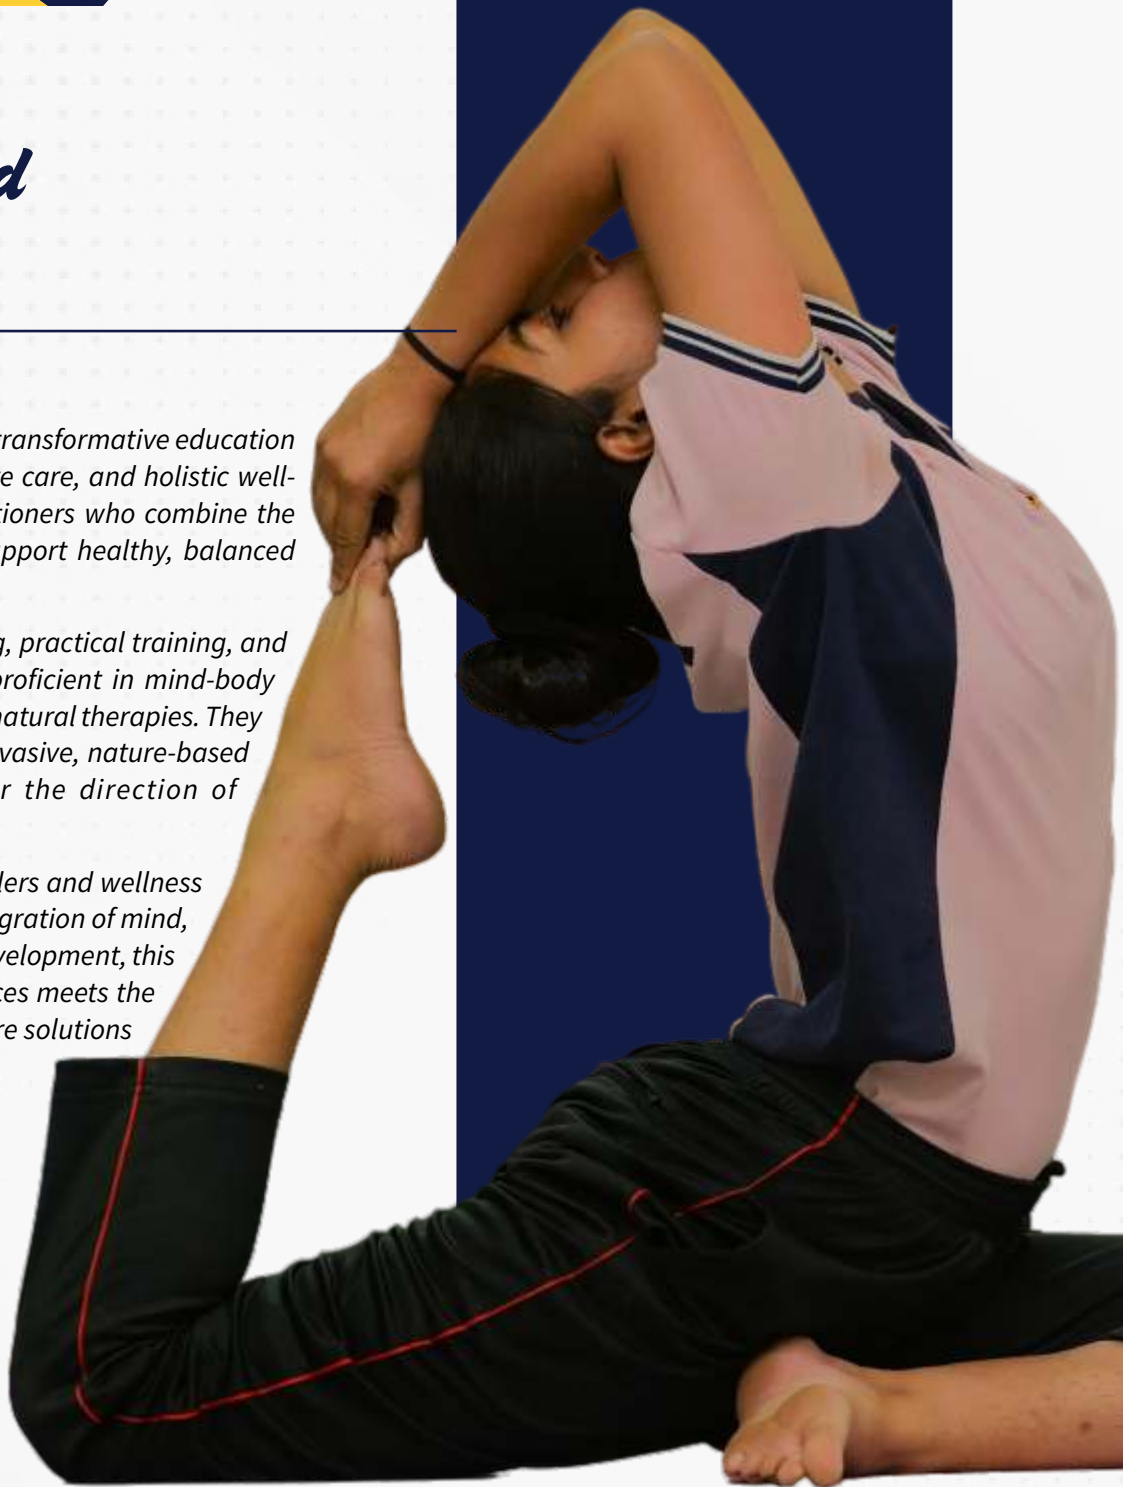 d
transformative education
e care, and holistic well-
tioners who combine the
pport healthy, balanced
g, practical training, and
proficient in mind-body
natural therapies. They
vasive, nature-based
r the direction of
lers and wellness
gration of mind,
velopment, this
ces meets the
re solutions